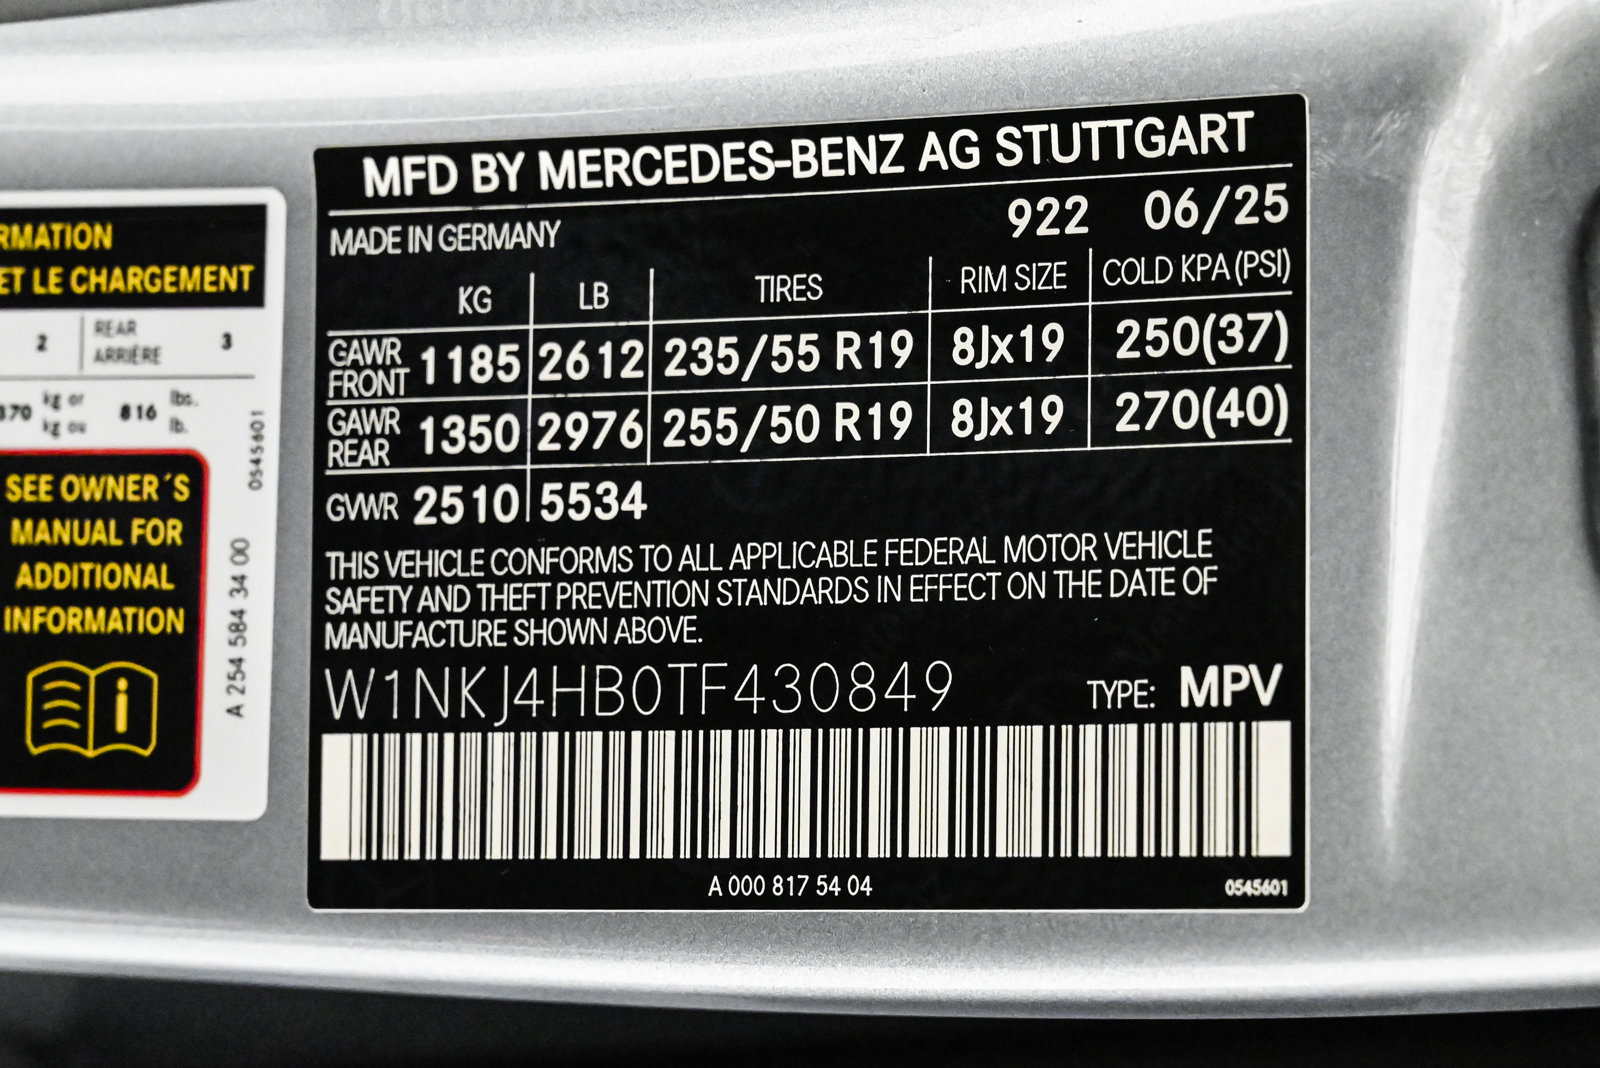 RMATION
ET LE CHARGEMENT
2 REAR ARRIÈRE 3
370 kg or kg ou 816 lbs. lb.
SEE OWNER´S
MANUAL FOR
ADDITIONAL
INFORMATION
A 254 584 34 00
0545601
MFD BY MERCEDES-BENZ AG STUTTGART
MADE IN GERMANY 922 06/25
KG LB TIRES RIM SIZE COLD KPA (PSI)
GAWR FRONT 1185 2612 235/55 R19 8Jx19 250(37)
GAWR REAR 1350 2976 255/50 R19 8Jx19 270(40)
GVWR 2510 5534
THIS VEHICLE CONFORMS TO ALL APPLICABLE FEDERAL MOTOR VEHICLE
SAFETY AND THEFT PREVENTION STANDARDS IN EFFECT ON THE DATE OF
MANUFACTURE SHOWN ABOVE.
W1NKJ4HB0TF430849 TYPE: MPV
A 000 817 54 04 0545601